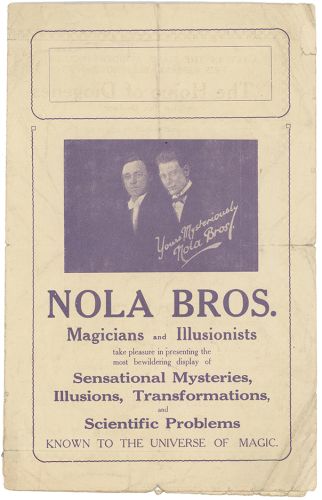 Yours Mysteriously
Nola Bros.
NOLA BROS.
Magicians and Illusionists
take pleasure in presenting the
most bewildering display of
Sensational Mysteries,
Illusions, Transformations,
and
Scientific Problems
KNOWN TO THE UNIVERSE OF MAGIC.